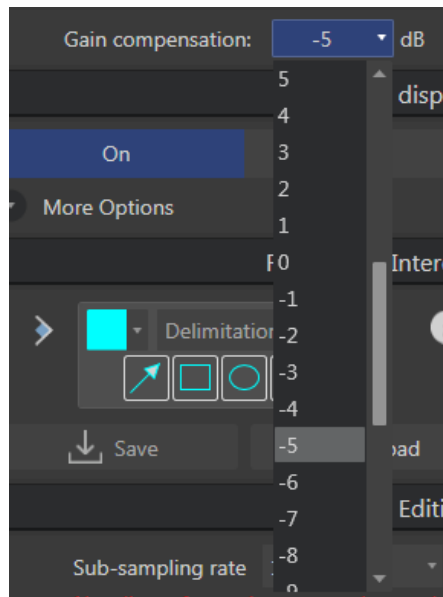 Gain compensation: -5 dB
5
disp
4
On
3
2
More Options
1
0
Inter
-1
-2
Delimitation
-3
-4
Save
-5
oad
-6
-7
Editi
-8
Sub-sampling rate